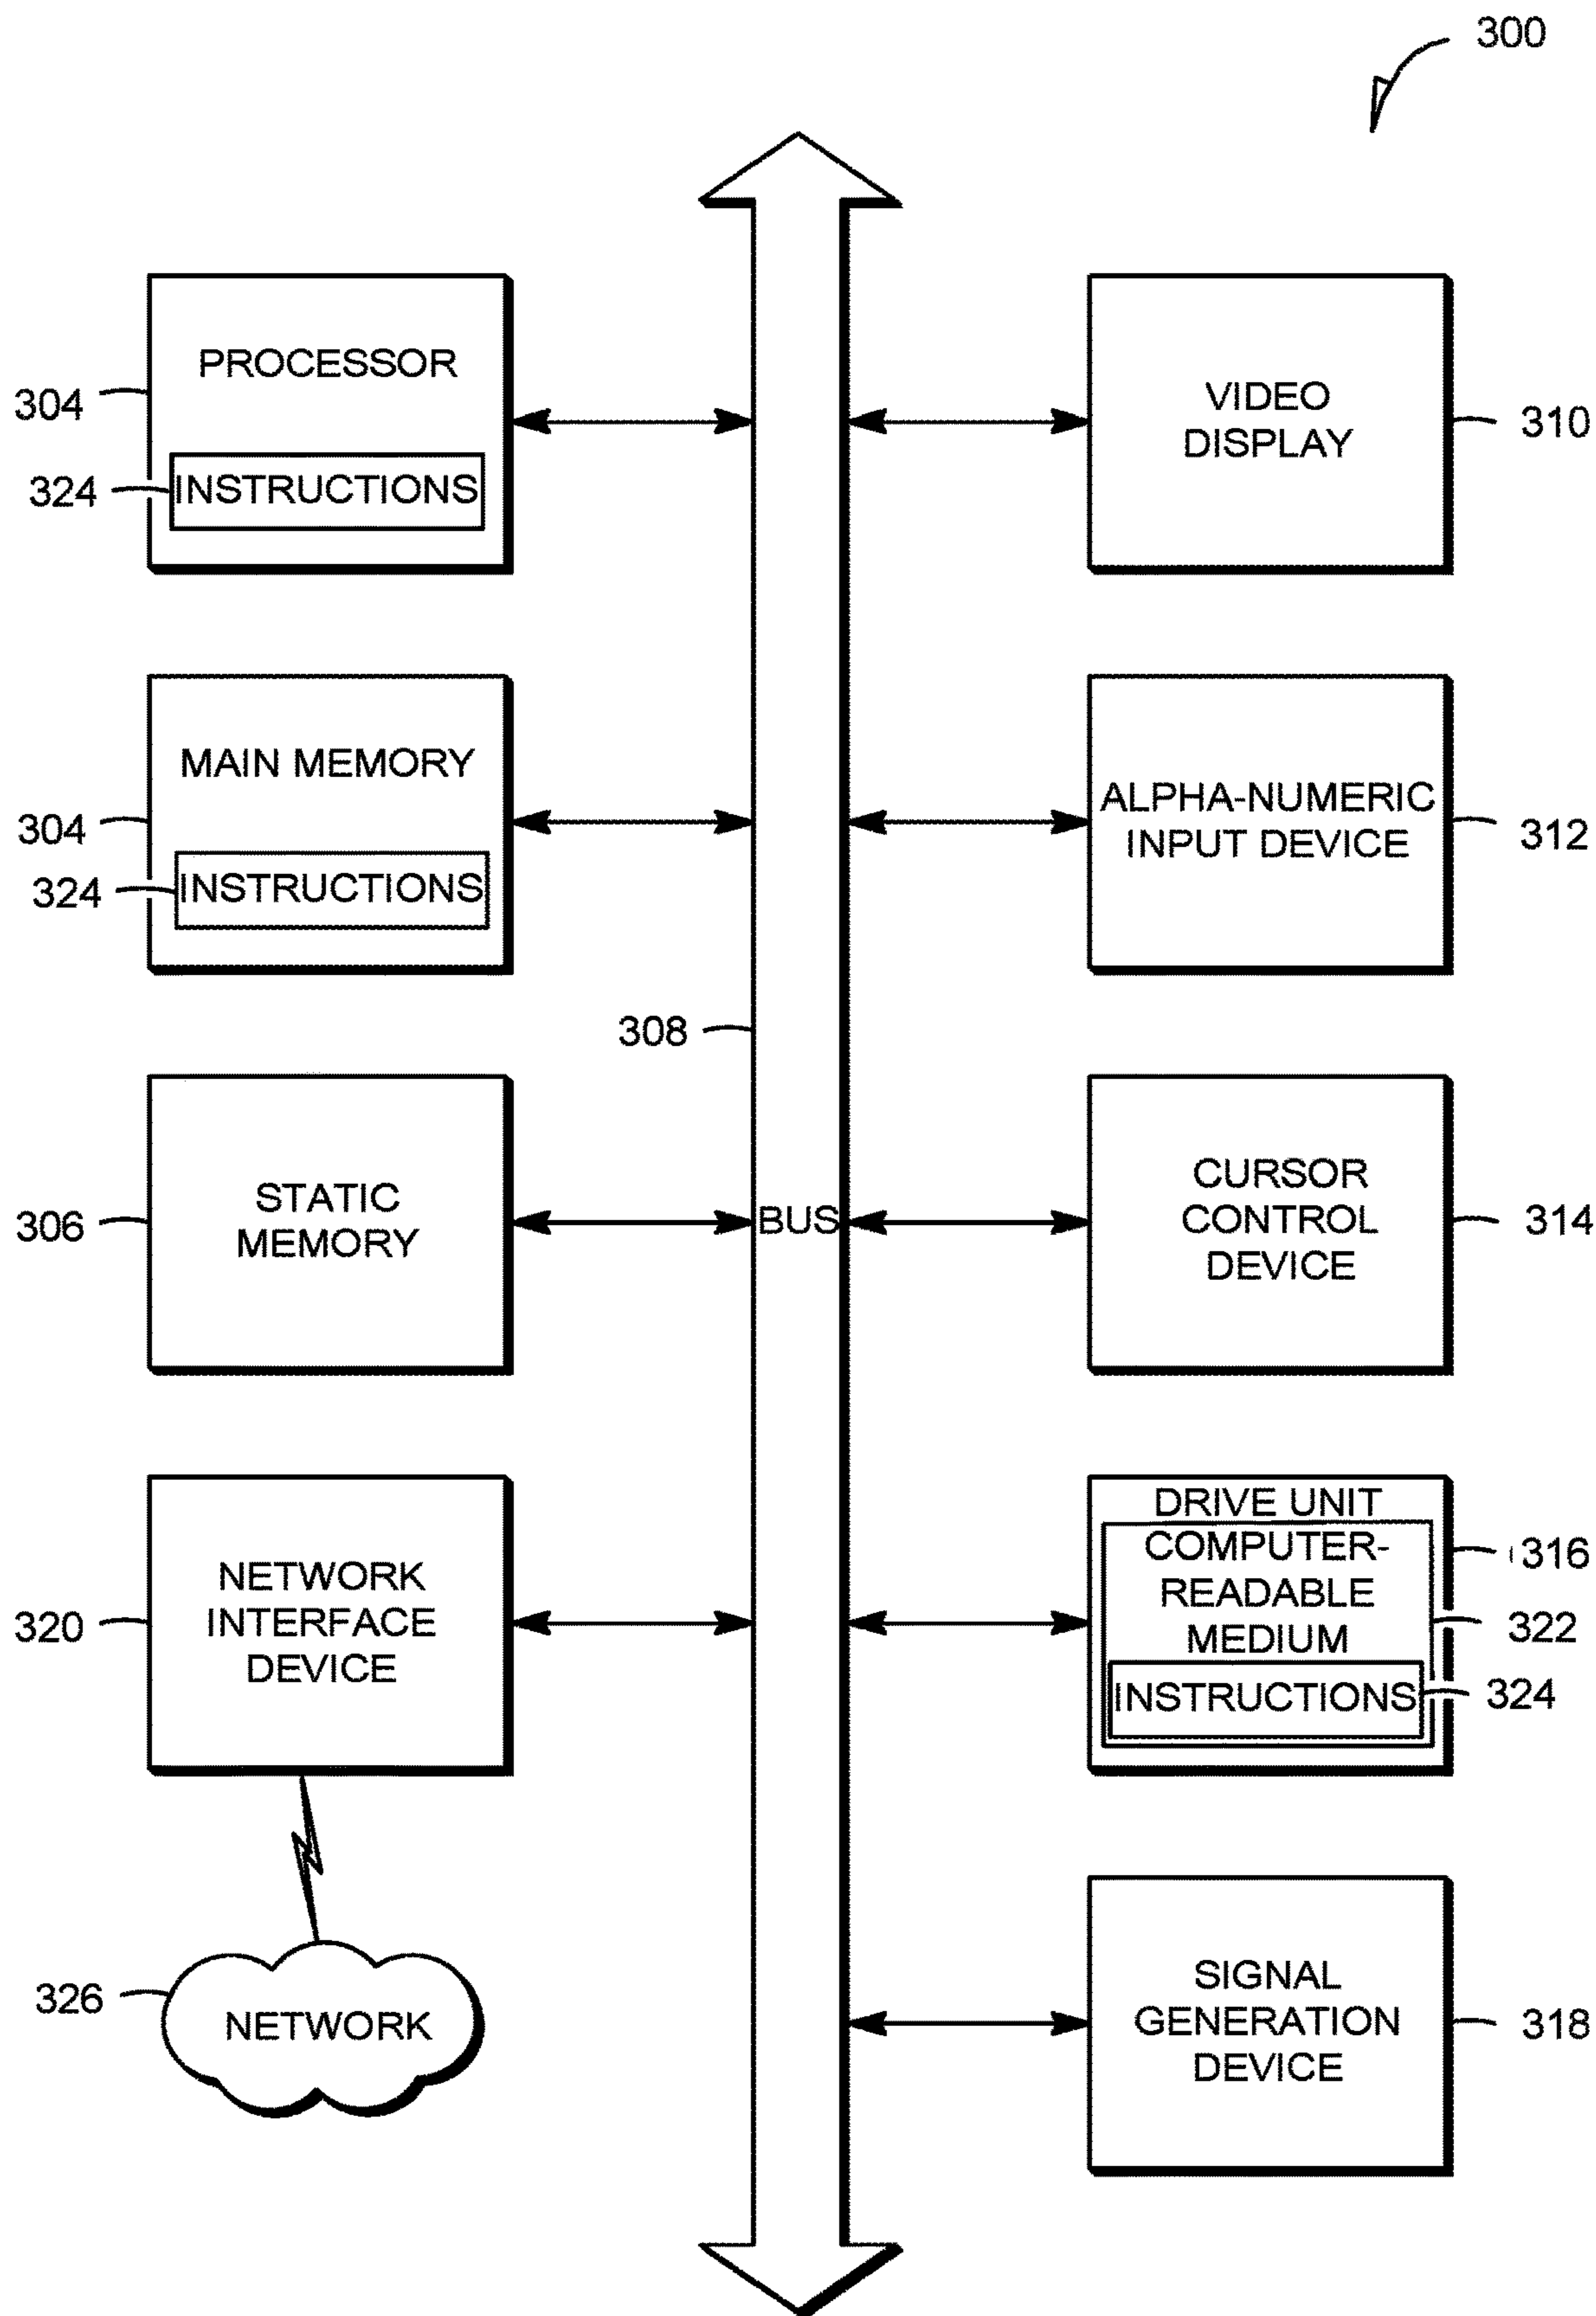 300
PROCESSOR
304
324
INSTRUCTIONS
VIDEO
DISPLAY
310
MAIN MEMORY
304
324
INSTRUCTIONS
ALPHA-NUMERIC
INPUT DEVICE
312
308
STATIC
MEMORY
306
BUS
CURSOR
CONTROL
DEVICE
314
NETWORK
INTERFACE
DEVICE
320
DRIVE UNIT
COMPUTER-
READABLE
MEDIUM
INSTRUCTIONS
316
322
324
326
NETWORK
SIGNAL
GENERATION
DEVICE
318